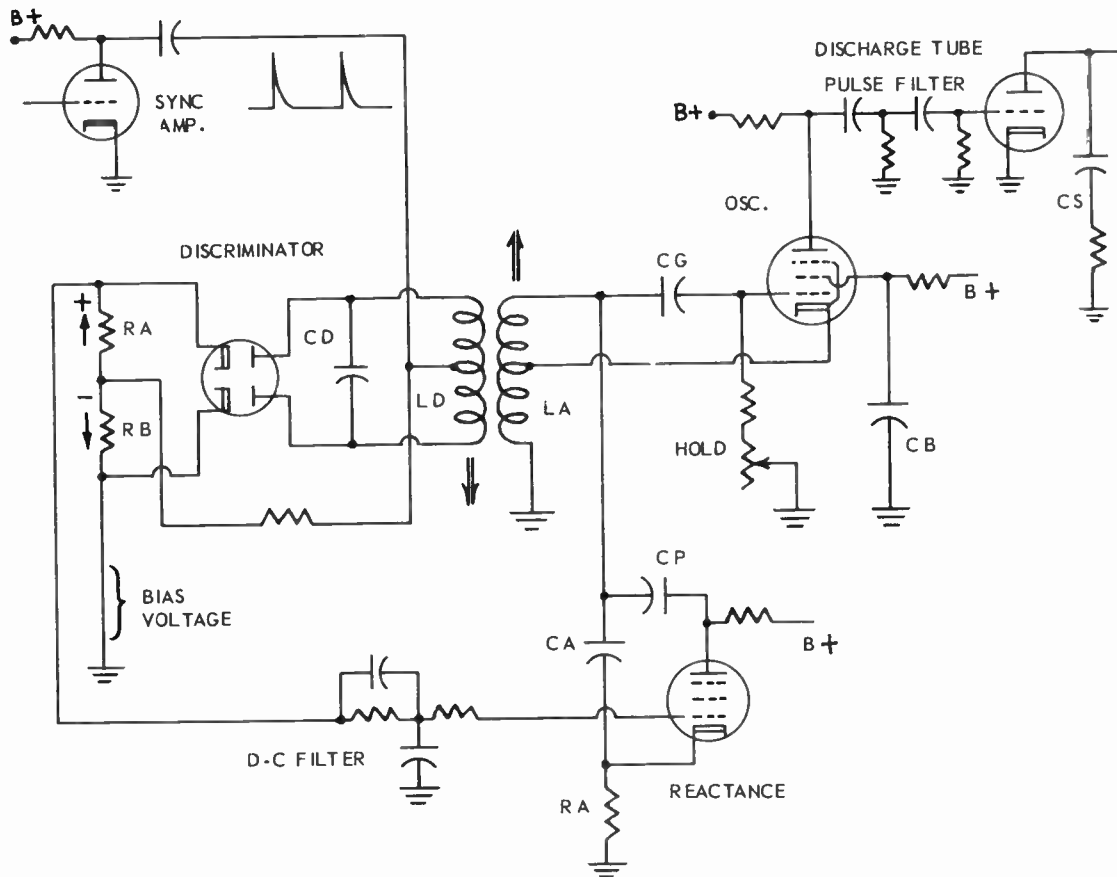 B+
SYNC
AMP.
DISCHARGE TUBE
PULSE FILTER
B+
CS
OSC.
DISCRIMINATOR
CG
B+
+
RA
CD
-
RB
LD
LA
HOLD
CB
CP
BIAS
VOLTAGE
CA
B+
D-C FILTER
RA
REACTANCE